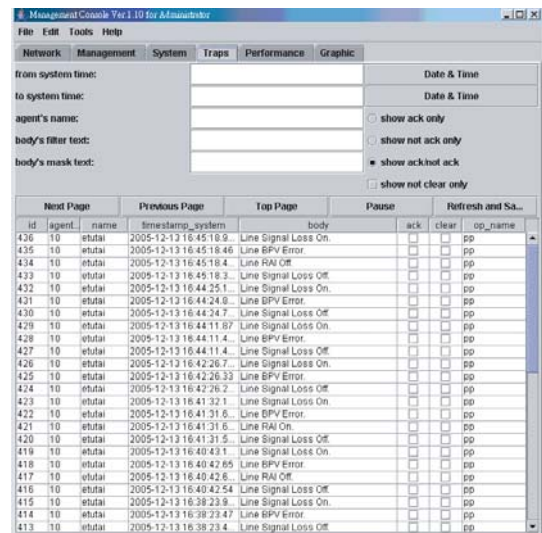 Management Console Ver.1.10 for Administrator
File Edit Tools Help
Network Management System Traps Performance Graphic
from system time: Date & Time
to system time: Date & Time
agent's name: show ack only
body's filter text: show not ack only
body's mask text: show ack/not ack
show not clear only
Next Page Previous Page Top Page Pause Refresh and Sa...
id agent... name timestamp_system body ack clear op_name
436 10 etutai 2005-12-13 16:45:18.9... Line Signal Loss On. pp
435 10 etutai 2005-12-13 16:45:18.46 Line BPV Error. pp
434 10 etutai 2005-12-13 16:45:18.4... Line RAI Off. pp
433 10 etutai 2005-12-13 16:45:18.3... Line Signal Loss Off. pp
432 10 etutai 2005-12-13 16:44:25.1... Line Signal Loss On. pp
431 10 etutai 2005-12-13 16:44:24.8... Line BPV Error. pp
430 10 etutai 2005-12-13 16:44:24.7... Line Signal Loss Off. pp
429 10 etutai 2005-12-13 16:44:11.87 Line Signal Loss On. pp
428 10 etutai 2005-12-13 16:44:11.4... Line BPV Error. pp
427 10 etutai 2005-12-13 16:44:11.4... Line Signal Loss Off. pp
426 10 etutai 2005-12-13 16:42:26.7... Line Signal Loss On. pp
425 10 etutai 2005-12-13 16:42:26.33 Line BPV Error. pp
424 10 etutai 2005-12-13 16:42:26.2... Line Signal Loss Off. pp
423 10 etutai 2005-12-13 16:41:32.1... Line Signal Loss On. pp
422 10 etutai 2005-12-13 16:41:31.6... Line BPV Error. pp
421 10 etutai 2005-12-13 16:41:31.6... Line RAI On. pp
420 10 etutai 2005-12-13 16:41:31.5... Line Signal Loss Off. pp
419 10 etutai 2005-12-13 16:40:43.1... Line Signal Loss On. pp
418 10 etutai 2005-12-13 16:40:42.65 Line BPV Error. pp
417 10 etutai 2005-12-13 16:40:42.6... Line RAI Off. pp
416 10 etutai 2005-12-13 16:40:42.54 Line Signal Loss Off. pp
415 10 etutai 2005-12-13 16:38:23.9... Line Signal Loss On. pp
414 10 etutai 2005-12-13 16:38:23.47 Line BPV Error. pp
413 10 etutai 2005-12-13 16:38:23.4... Line Signal Loss Off. pp